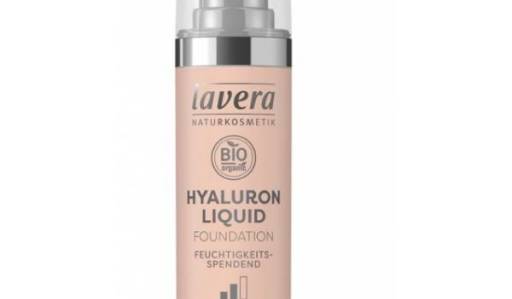 lavera
NATURKOSMETIK
BIO
organic
HYALURON
LIQUID
FOUNDATION
FEUCHTIGKEITS-
SPENDEND